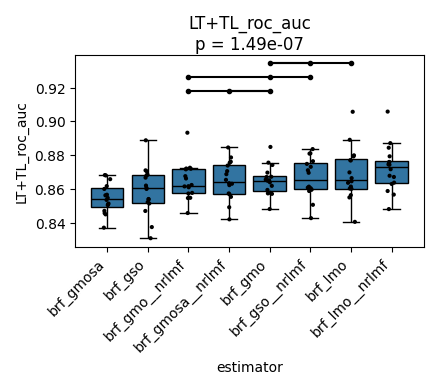 LT+TL_roc_auc
p = 1.49e-07
LT+TL_roc_auc
0.92
0.90
0.88
0.86
0.84
brf_gmosa
brf_gso
brf_gmo__nrlmf
brf_gmosa__nrlmf
brf_gmo
brf_gso__nrlmf
brf_lmo
brf_lmo__nrlmf
estimator